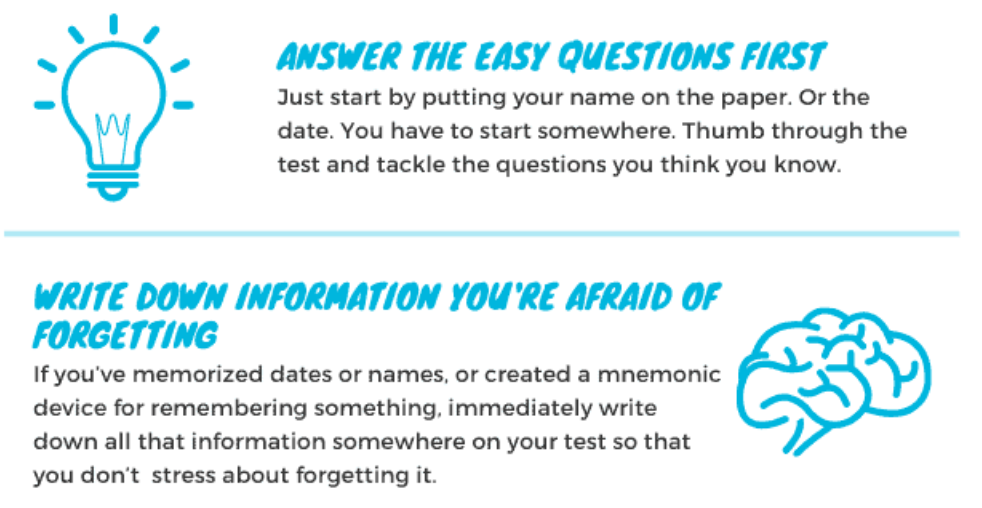 ANSWER THE EASY QUESTIONS FIRST
Just start by putting your name on the paper. Or the
date. You have to start somewhere. Thumb through the
test and tackle the questions you think you know.
WRITE DOWN INFORMATION YOU'RE AFRAID OF
FORGETTING
If you've memorized dates or names, or created a mnemonic
device for remembering something, immediately write
down all that information somewhere on your test so that
you don't stress about forgetting it.